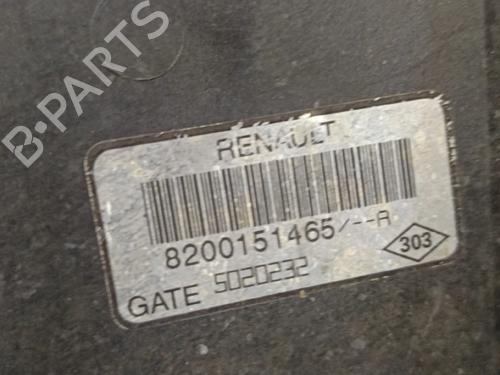 B-PARTS
RENAULT
8200151465/--A
303
GATE 5020232